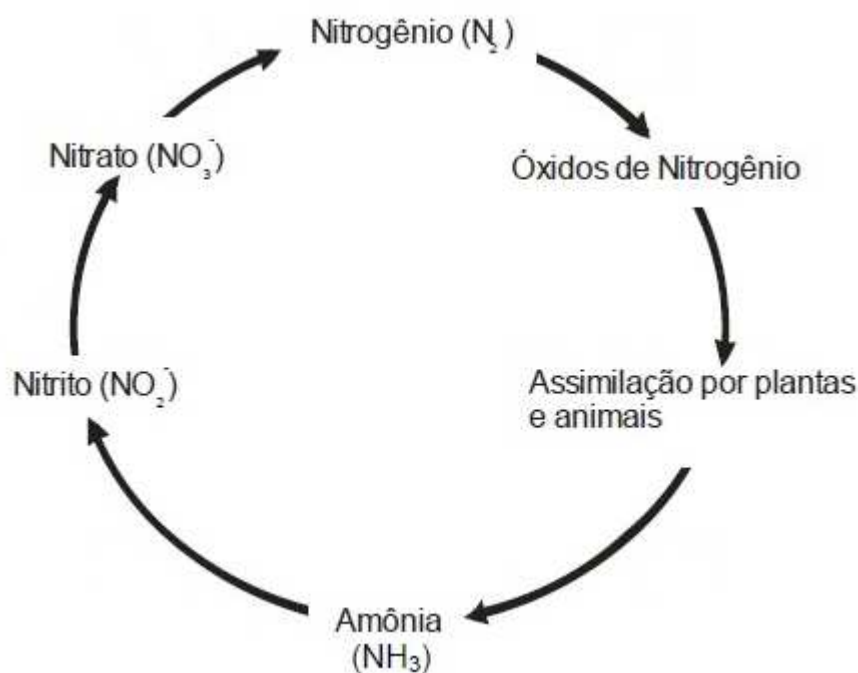 Nitrogênio (N₂)
Óxidos de Nitrogênio
Assimilação por plantas
e animais
Amônia
(NH₃)
Nitrito (NO₂⁻)
Nitrato (NO₃⁻)